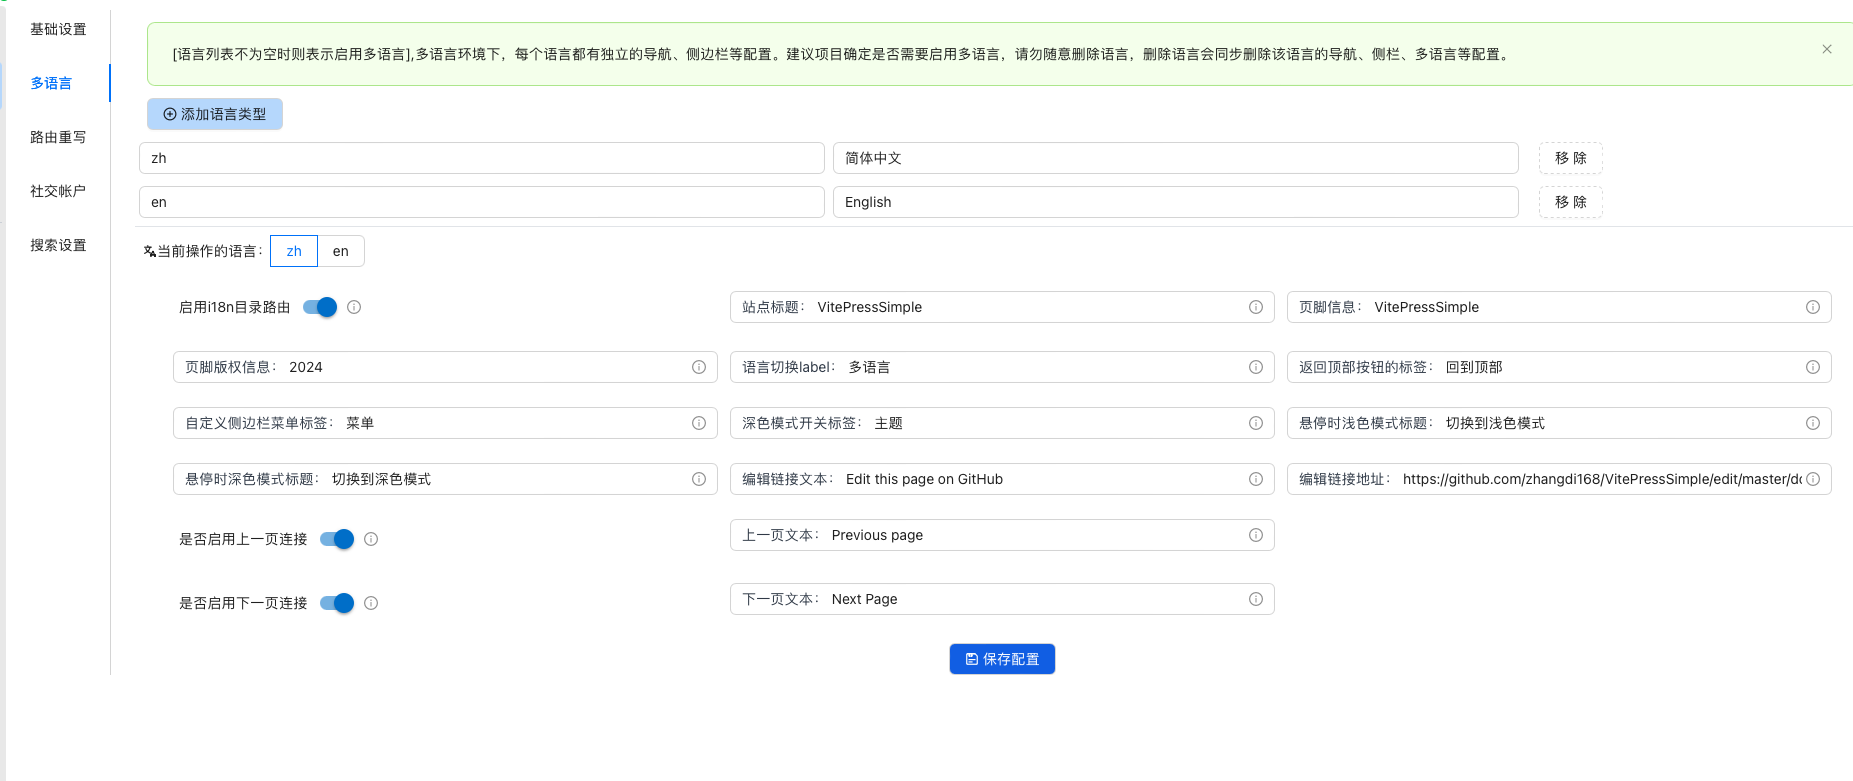 基础设置
多语言
路由重写
社交帐户
搜索设置
[语言列表不为空时则表示启用多语言],多语言环境下，每个语言都有独立的导航、侧边栏等配置。建议项目确定是否需要启用多语言，请勿随意删除语言，删除语言会同步删除该语言的导航、侧栏、多语言等配置。
添加语言类型
zh 简体中文 移 除
en English 移 除
当前操作的语言： zh en
启用i18n目录路由 站点标题： VitePressSimple 页脚信息： VitePressSimple
页脚版权信息： 2024 语言切换label： 多语言 返回顶部按钮的标签： 回到顶部
自定义侧边栏菜单标签： 菜单 深色模式开关标签： 主题 悬停时浅色模式标题： 切换到浅色模式
悬停时深色模式标题： 切换到深色模式 编辑链接文本： Edit this page on GitHub 编辑链接地址： https://github.com/zhangdi168/VitePressSimple/edit/master/do
是否启用上一页连接 上一页文本： Previous page
是否启用下一页连接 下一页文本： Next Page
保存配置